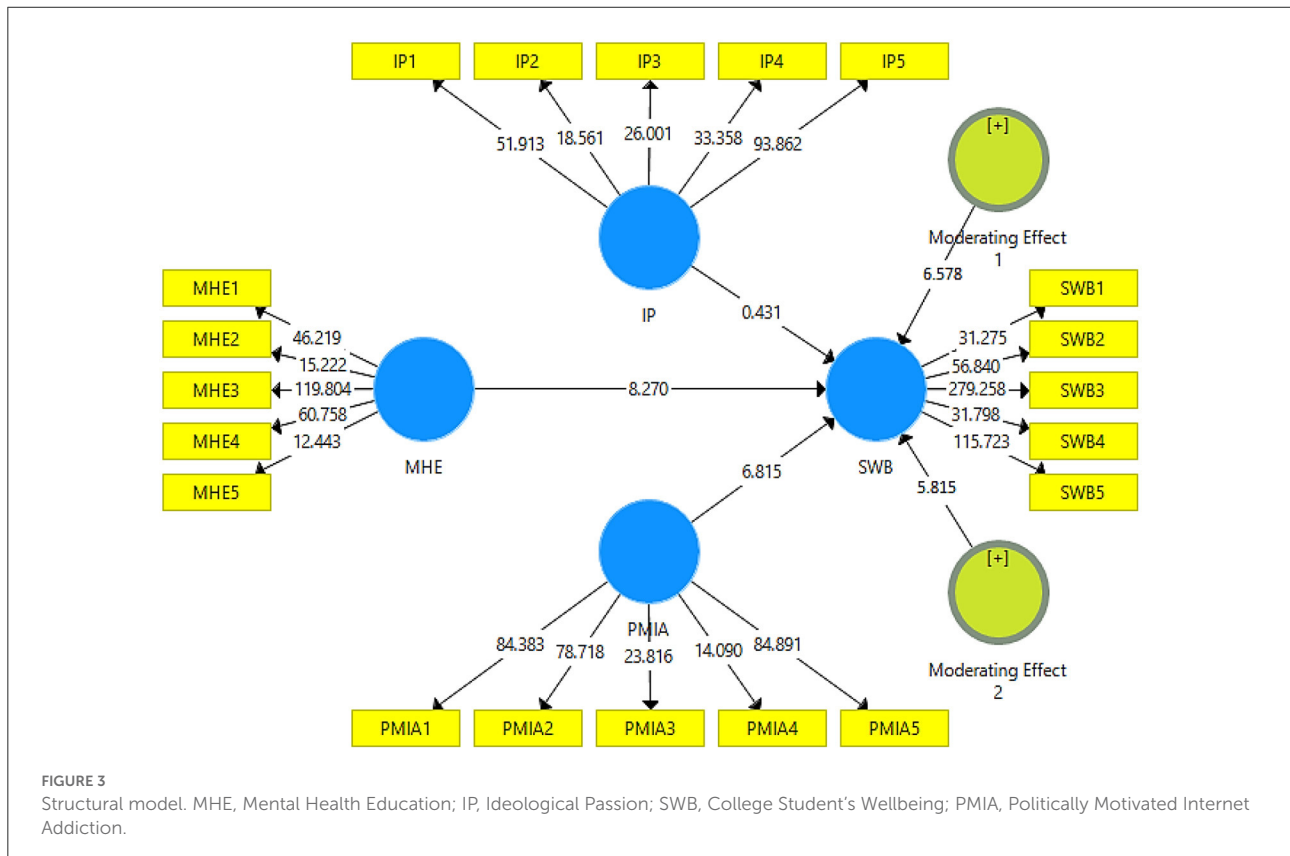 IP1 IP2 IP3 IP4 IP5
51.913 18.561 26.001 33.358 93.862
[+]
Moderating Effect
1
6.578
IP
0.431
MHE1
MHE2
MHE3
MHE4
MHE5
46.219
15.222
119.804
60.758
12.443
MHE
8.270
SWB
31.275
56.840
279.258
31.798
115.723
SWB1
SWB2
SWB3
SWB4
SWB5
6.815
5.815
[+]
Moderating Effect
2
PMIA
84.383 78.718 23.816 14.090 84.891
PMIA1 PMIA2 PMIA3 PMIA4 PMIA5
FIGURE 3
Structural model. MHE, Mental Health Education; IP, Ideological Passion; SWB, College Student's Wellbeing; PMIA, Politically Motivated Internet
Addiction.